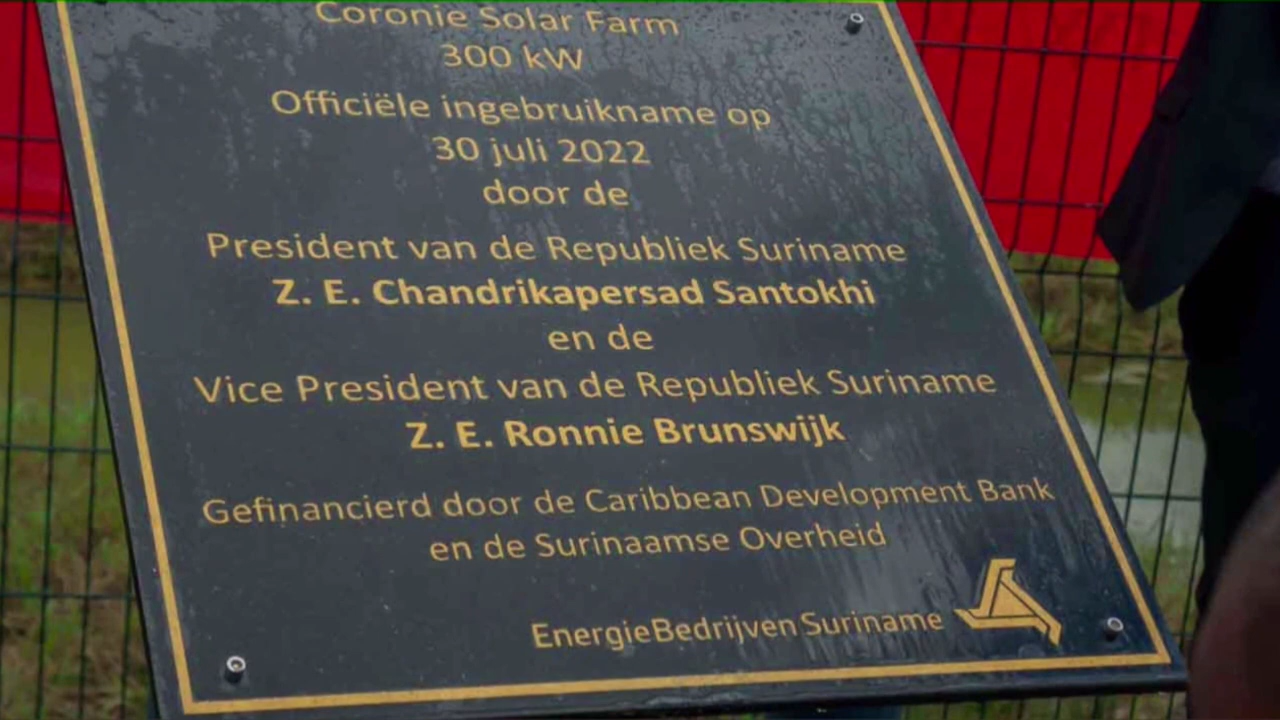 Coronie Solar Farm
300 kW
Officiële ingebruikname op
30 juli 2022
door de
President van de Republiek Suriname
Z. E. Chandrikapersad Santokhi
en de
Vice President van de Republiek Suriname
Z. E. Ronnie Brunswijk
Gefinancierd door de Caribbean Development Bank
en de Surinaamse Overheid
EnergieBedrijven Suriname